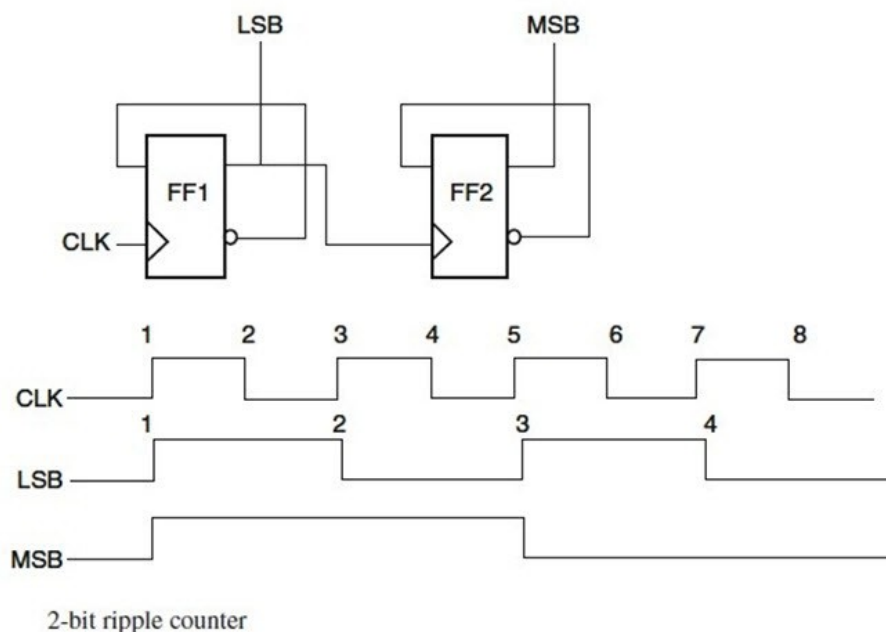 LSB MSB
FF1 FF2
CLK
1 2 3 4 5 6 7 8
CLK
1 2 3 4
LSB
MSB
2-bit ripple counter